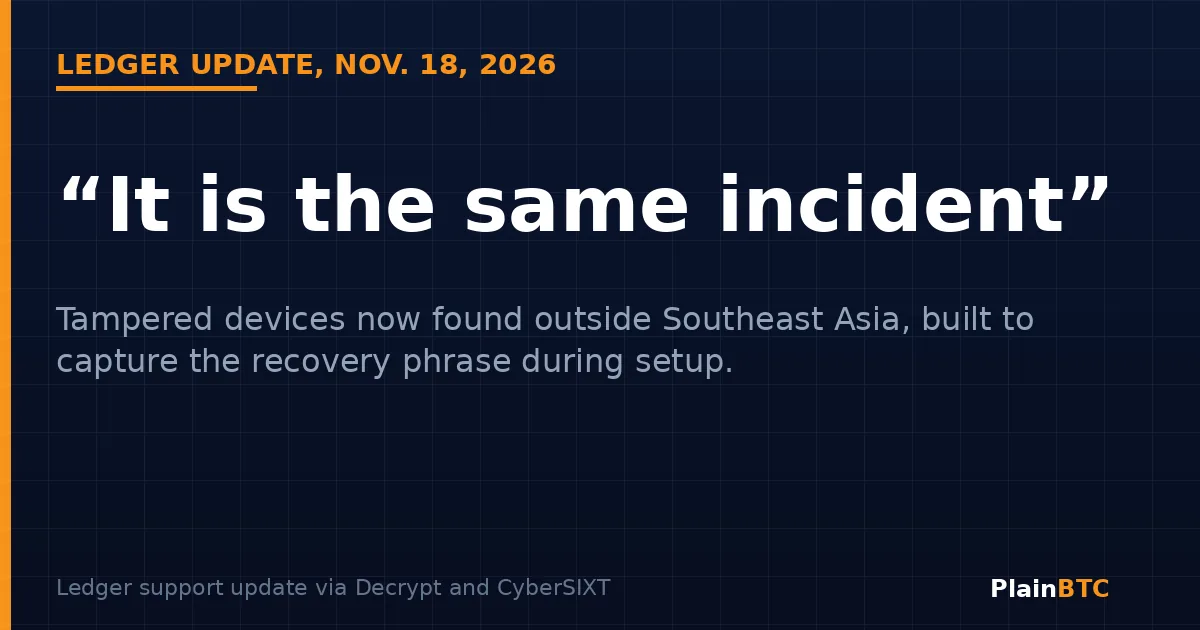 LEDGER UPDATE, NOV. 18, 2026
“It is the same incident”
Tampered devices now found outside Southeast Asia, built to
capture the recovery phrase during setup.
Ledger support update via Decrypt and CyberSIXT
PlainBTC